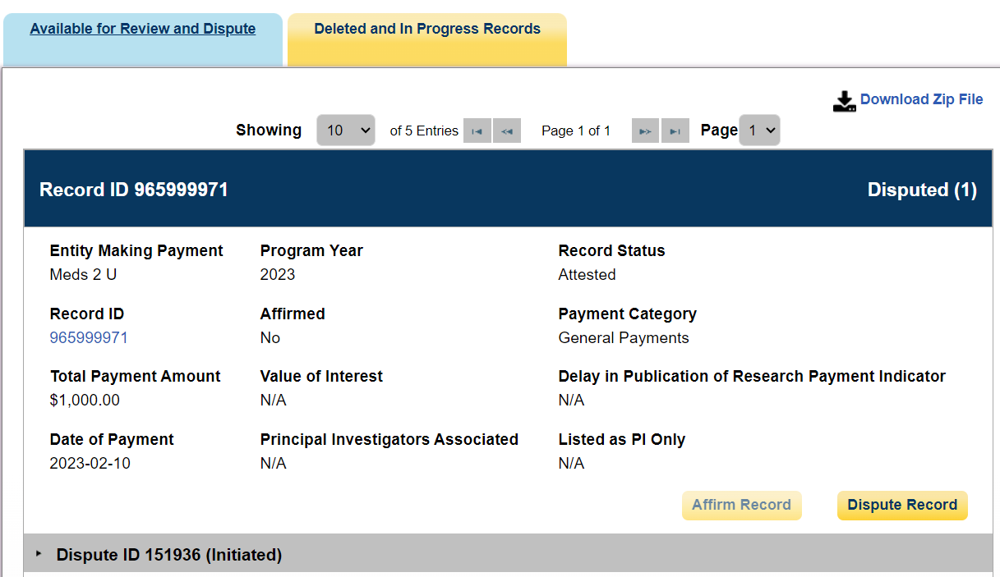 Available for Review and Dispute
Deleted and In Progress Records
Download Zip File
Showing 10 of 5 Entries Page 1 of 1 Page 1
Record ID 965999971 Disputed (1)
Entity Making Payment Program Year Record Status
Meds 2 U 2023 Attested
Record ID Affirmed Payment Category
965999971 No General Payments
Total Payment Amount Value of Interest Delay in Publication of Research Payment Indicator
$1,000.00 N/A N/A
Date of Payment Principal Investigators Associated Listed as PI Only
2023-02-10 N/A N/A
Affirm Record Dispute Record
Dispute ID 151936 (Initiated)